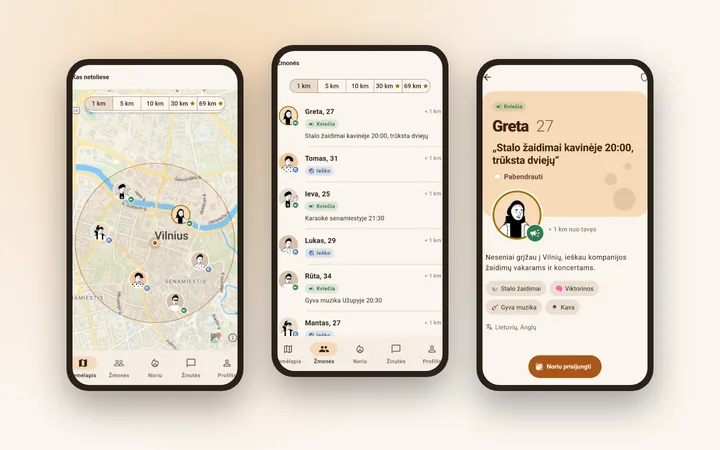 Kas netoliese
1 km
5 km
10 km
30 km ★
69 km ★
Vilnius
SENAMIESTIS
Žmonės
Noriu
Žinutės
Žmonės
1 km
5 km
10 km
30 km ★
69 km ★
Greta, 27
< 1 km
Kviečia
Stalo žaidimai kavinėje 20:00, trūksta dviejų
Tomas, 31
< 1 km
Ieško
Ieva, 25
< 1 km
Kviečia
Karaokė senamiestyje 21:30
Lukas, 29
< 1 km
Ieško
Rūta, 34
< 1 km
Kviečia
Gyva muzika Užupyje 20:30
Mantas, 27
< 1 km
Ieško
Žmonės
Noriu
Žinutės
Kviečia
Greta 27
„Stalo žaidimai kavinėje 20:00,
trūksta dviejų“
Pabendrauti
< 1 km nuo tavęs
Neseniai grįžau į Vilnių, ieškau kompanijos
žaidimų vakarams ir koncertams.
Stalo žaidimai
Viktorinos
Gyva muzika
Kava
Lietuvių, Anglų
Noriu prisijungti